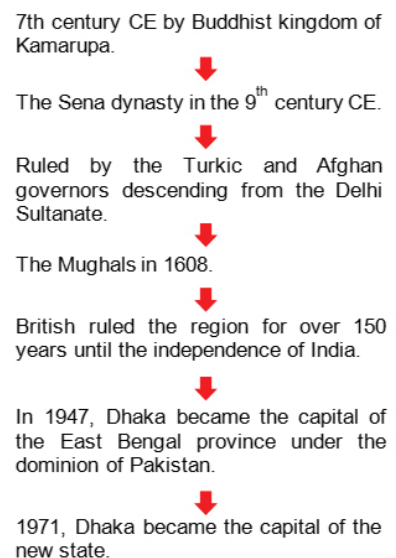 7th century CE by Buddhist kingdom of
Kamarupa.
The Sena dynasty in the 9th century CE.
Ruled by the Turkic and Afghan
governors descending from the Delhi
Sultanate.
The Mughals in 1608.
British ruled the region for over 150
years until the independence of India.
In 1947, Dhaka became the capital of
the East Bengal province under the
dominion of Pakistan.
1971, Dhaka became the capital of the
new state.